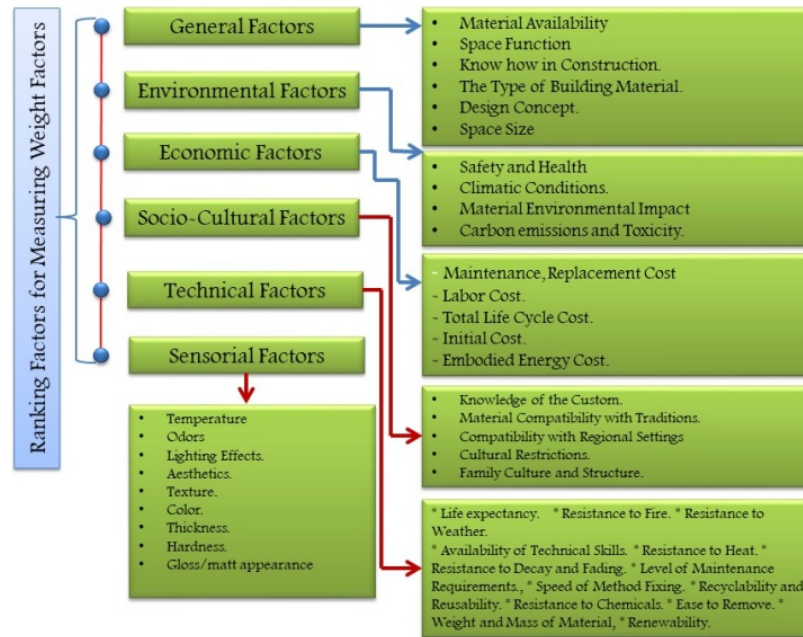 Ranking Factors for Measuring Weight Factors
General Factors
Environmental Factors
Economic Factors
Socio-Cultural Factors
Technical Factors
Sensorial Factors
• Material Availability
• Space Function
• Know how in Construction.
• The Type of Building Material.
• Design Concept.
• Space Size
• Safety and Health
• Climatic Conditions.
• Material Environmental Impact
• Carbon emissions and Toxicity.
- Maintenance, Replacement Cost
~ Labor Cost.
~ Total Life Cycle Cost.
~ Initial Cost.
~ Embodied Energy Cost.
• Knowledge of the Custom.
• Material Compatibility with Traditions.
• Compatibility with Regional Settings
• Cultural Restrictions.
• Family Culture and Structure.
* Life expectancy. * Resistance to Fire. * Resistance to
Weather.
* Availability of Technical Skills. * Resistance to Heat. *
Resistance to Decay and Fading. * Level of Maintenance
Requirements., * Speed of Method Fixing. * Recyclability and
Reusability. * Resistance to Chemicals. * Ease to Remove. *
Weight and Mass of Material, * Renewability.
• Temperature
• Odors
• Lighting Effects.
• Aesthetics.
• Texture.
• Color.
• Thickness.
• Hardness.
• Gloss/matt appearance